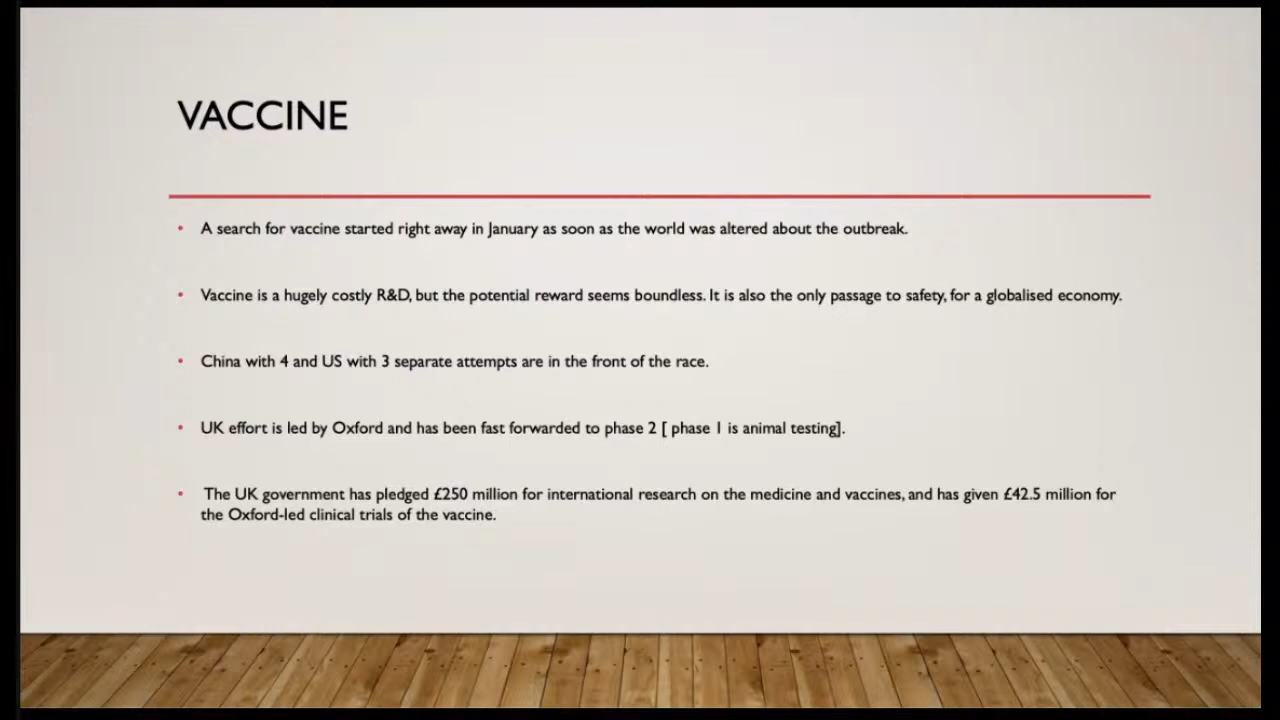 VACCINE
• A search for vaccine started right away in January as soon as the world was altered about the outbreak.
• Vaccine is a hugely costly R&D, but the potential reward seems boundless. It is also the only passage to safety, for a globalised economy.
• China with 4 and US with 3 separate attempts are in the front of the race.
• UK effort is led by Oxford and has been fast forwarded to phase 2 [ phase 1 is animal testing].
• The UK government has pledged £250 million for international research on the medicine and vaccines, and has given £42.5 million for
the Oxford-led clinical trials of the vaccine.